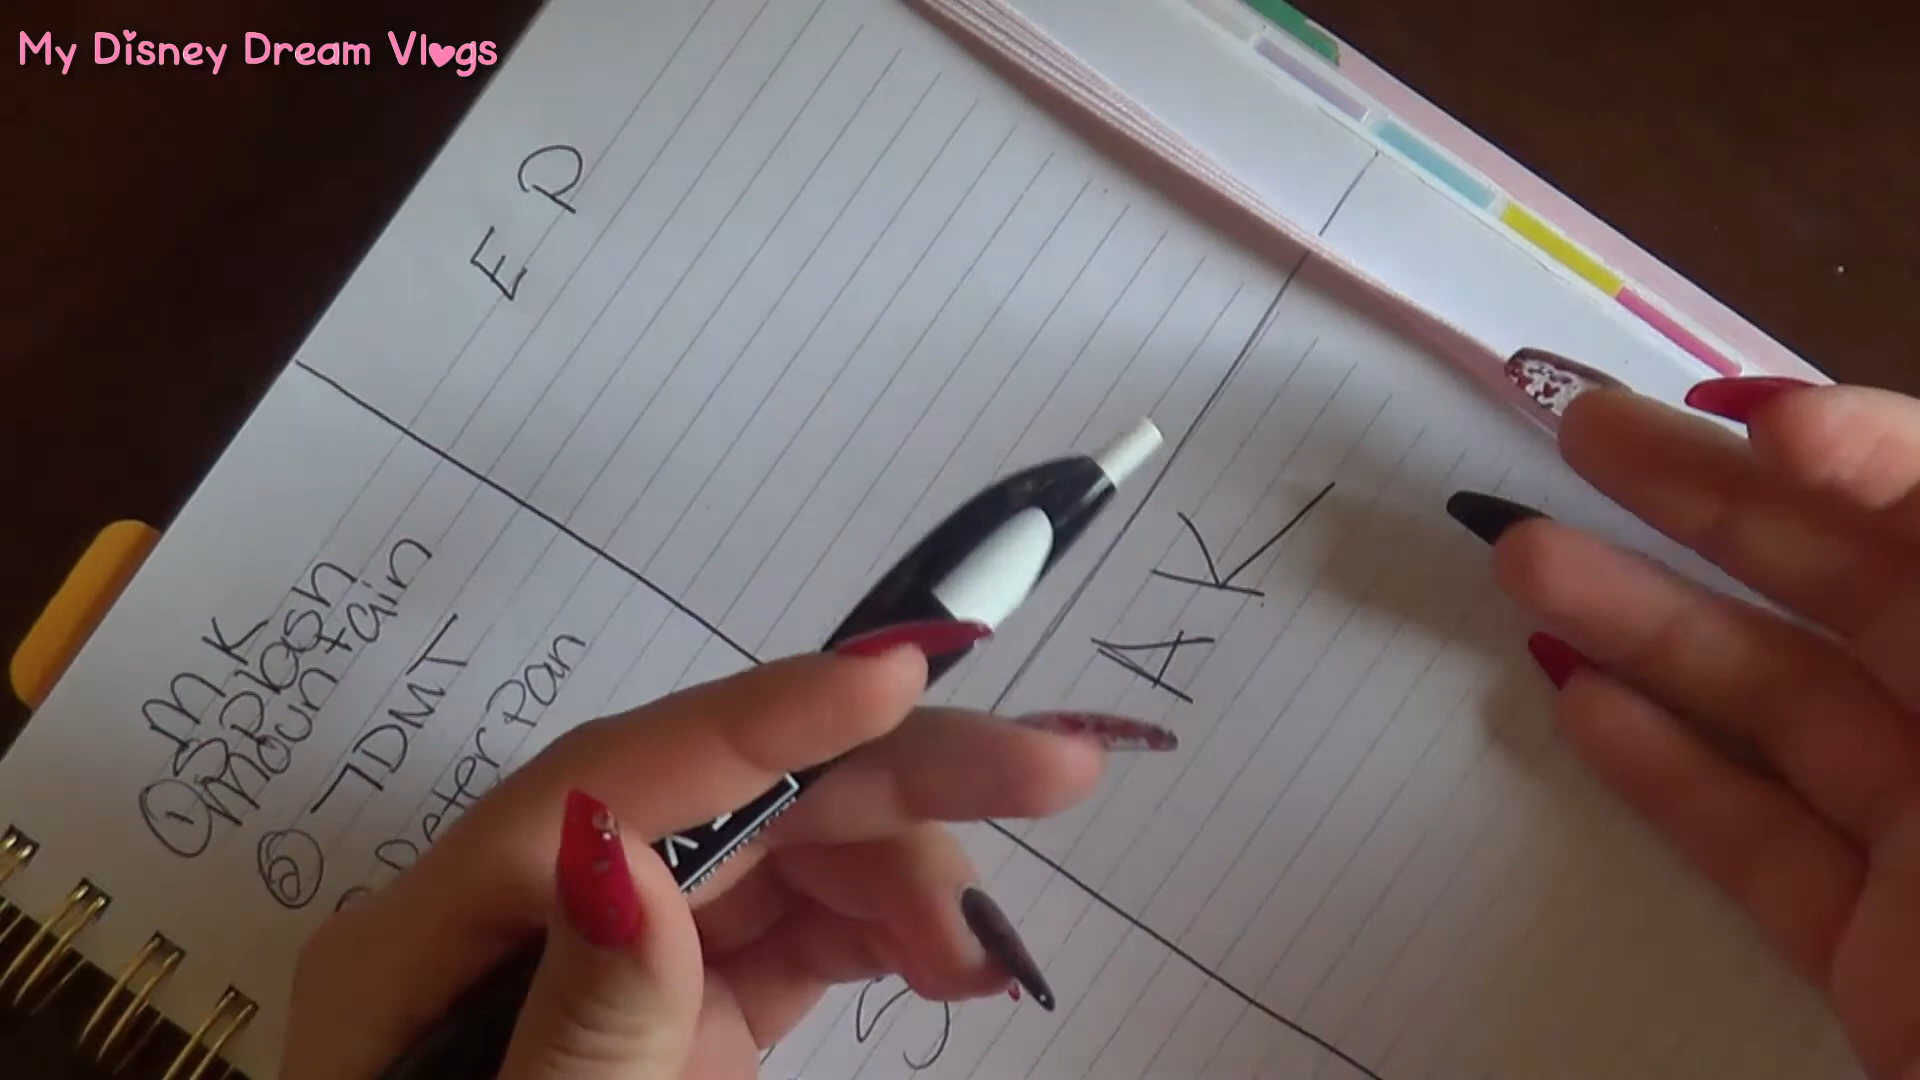 My Disney Dream Vlogs
EP
MK
① Splash
Mountain
② 7DMT
Peter Pan
AK